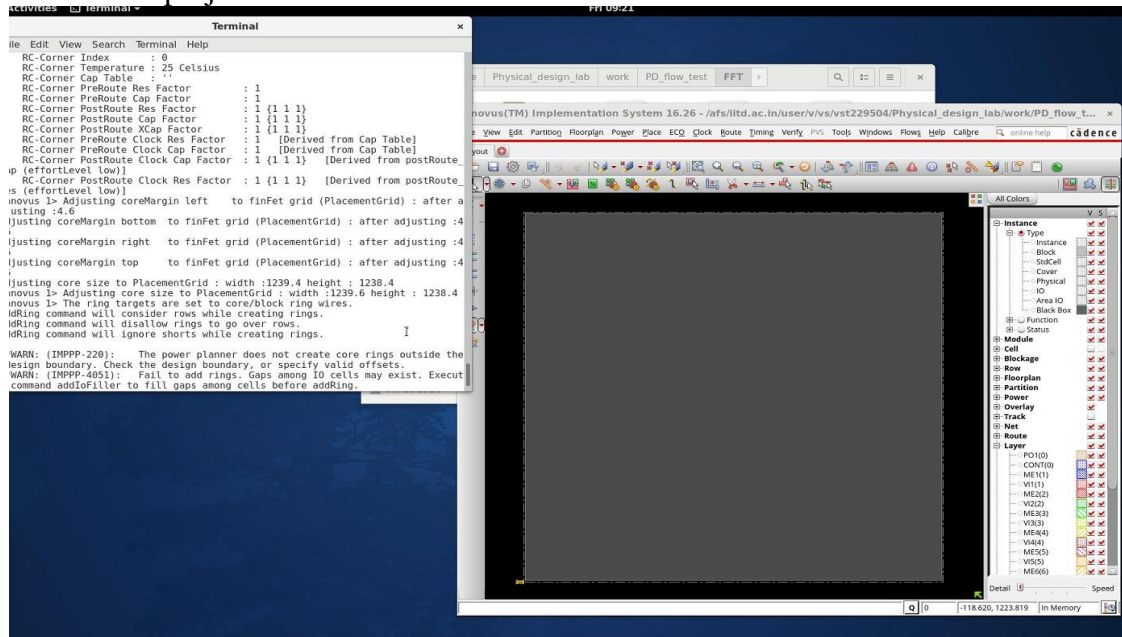 Activities Terminal
Fri 09:21
Terminal ×
File Edit View Search Terminal Help
RC-Corner Index : 0
RC-Corner Temperature : 25 Celsius
RC-Corner Cap Table : ''
RC-Corner PreRoute Res Factor : 1
RC-Corner PreRoute Cap Factor : 1
RC-Corner PostRoute Res Factor : 1 {1 1 1}
RC-Corner PostRoute Cap Factor : 1 {1 1 1}
RC-Corner PostRoute XCap Factor : 1 {1 1 1}
RC-Corner PreRoute Clock Res Factor : 1 [Derived from Cap Table]
RC-Corner PreRoute Clock Cap Factor : 1 [Derived from Cap Table]
RC-Corner PostRoute Clock Cap Factor : 1 {1 1 1} [Derived from postRoute_
p (effortLevel low)]
RC-Corner PostRoute Clock Res Factor : 1 {1 1 1} [Derived from postRoute_
es (effortLevel low)]
nnovus 1> Adjusting coreMargin left to finFet grid (PlacementGrid) : after a
usting :4.6
djusting coreMargin bottom to finFet grid (PlacementGrid) : after adjusting :4
djusting coreMargin right to finFet grid (PlacementGrid) : after adjusting :4
djusting coreMargin top to finFet grid (PlacementGrid) : after adjusting :4
djusting core size to PlacementGrid : width :1239.4 height : 1238.4
nnovus 1> Adjusting core size to PlacementGrid : width :1239.6 height : 1238.4
nnovus 1> The ring targets are set to core/block ring wires.
ddRing command will consider rows while creating rings.
ddRing command will disallow rings to go over rows.
ddRing command will ignore shorts while creating rings.
*WARN: (IMPPP-220): The power planner does not create core rings outside the
design boundary. Check the design boundary, or specify valid offsets.
*WARN: (IMPPP-4051): Fail to add rings. Gaps among IO cells may exist. Execut
command addIoFiller to fill gaps among cells before addRing.
Physical_design_lab work PD_flow_test FFT
novus(TM) Implementation System 16.26 - /afs/iitd.ac.in/user/v/vs/vst229504/Physical_design_lab/work/PD_flow_t... ×
View Edit Partition Floorplan Power Place ECO Clock Route Timing Verify PVS Tools Windows Flows Help Calibre online help cādence
yout
All Colors
V S
Instance
Type
Instance
Block
StdCell
Cover
Physical
IO
Area IO
Black Box
Function
Status
Module
Cell
Blockage
Row
Floorplan
Partition
Power
Overlay
Track
Net
Route
Layer
PO1(0)
CONT(0)
ME1(1)
VI1(1)
ME2(2)
VI2(2)
ME3(3)
VI3(3)
ME4(4)
VI4(4)
ME5(5)
VI5(5)
ME6(6)
Detail Speed
Q 0 -118.620, 1223.819 In Memory